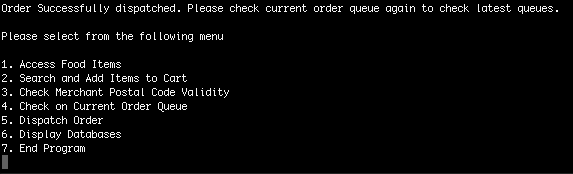 Order Successfully dispatched. Please check current order queue again to check latest queues.
Please select from the following menu
1. Access Food Items
2. Search and Add Items to Cart
3. Check Merchant Postal Code Validity
4. Check on Current Order Queue
5. Dispatch Order
6. Display Databases
7. End Program